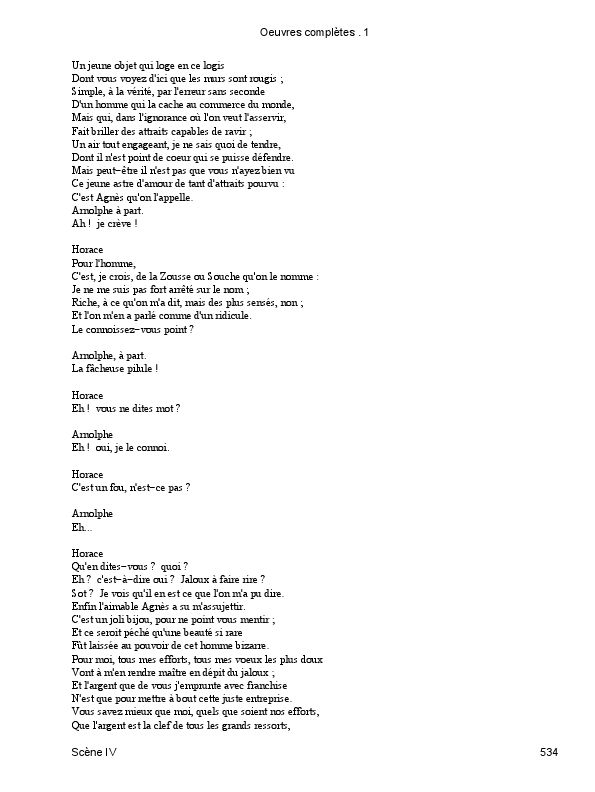 Oeuvres complètes . 1
Un jeune objet qui loge en ce logis
Dont vous voyez d'ici que les murs sont rougis ;
Simple, à la vérité, par l'erreur sans seconde
D'un homme qui la cache au commerce du monde,
Mais qui, dans l'ignorance où l'on veut l'asservir,
Fait briller des attraits capables de ravir ;
Un air tout engageant, je ne sais quoi de tendre,
Dont il n'est point de coeur qui se puisse défendre.
Mais peut−être il n'est pas que vous n'ayez bien vu
Ce jeune astre d'amour de tant d'attraits pourvu :
C'est Agnès qu'on l'appelle.
Arnolphe à part.
Ah ! je crève !
Horace
Pour l'homme,
C'est, je crois, de la Zousse ou Souche qu'on le nomme :
Je ne me suis pas fort arrêté sur le nom ;
Riche, à ce qu'on m'a dit, mais des plus sensés, non ;
Et l'on m'en a parlé comme d'un ridicule.
Le connoissez−vous point ?
Arnolphe, à part.
La fâcheuse pilule !
Horace
Eh ! vous ne dites mot ?
Arnolphe
Eh ! oui, je le connoi.
Horace
C'est un fou, n'est−ce pas ?
Arnolphe
Eh...
Horace
Qu'en dites−vous ? quoi ?
Eh ? c'est−à−dire oui ? Jaloux à faire rire ?
Sot ? Je vois qu'il en est ce que l'on m'a pu dire.
Enfin l'aimable Agnès a su m'assujettir.
C'est un joli bijou, pour ne point vous mentir ;
Et ce seroit péché qu'une beauté si rare
Fût laissée au pouvoir de cet homme bizarre.
Pour moi, tous mes efforts, tous mes voeux les plus doux
Vont à m'en rendre maître en dépit du jaloux ;
Et l'argent que de vous j'emprunte avec franchise
N'est que pour mettre à bout cette juste entreprise.
Vous savez mieux que moi, quels que soient nos efforts,
Que l'argent est la clef de tous les grands ressorts,
Scène IV 534